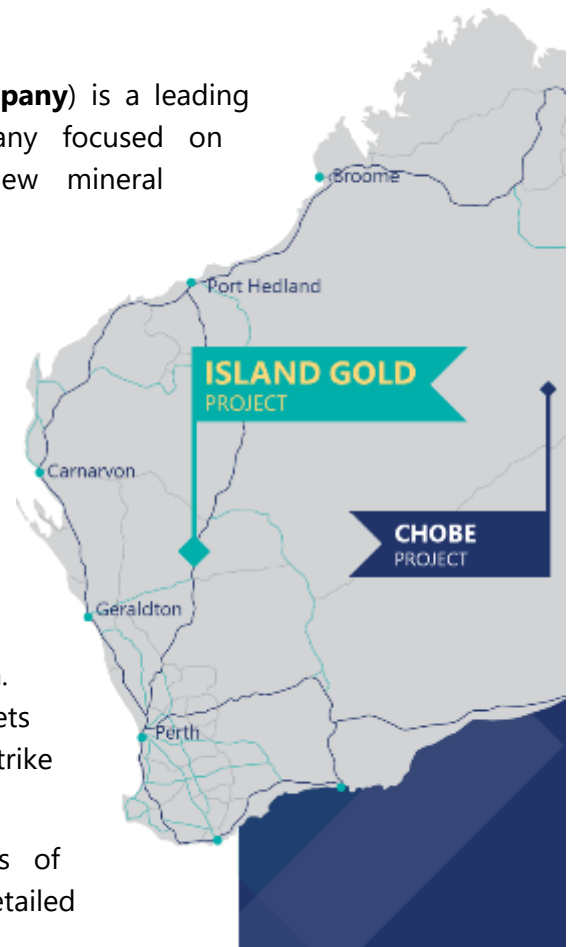 pany) is a leading
any focused on
ew mineral
Broome
Port Hedland
ISLAND GOLD
PROJECT
Carnarvon
CHOBE
PROJECT
Geraldton
.
ets
Perth
trike
s of
etailed